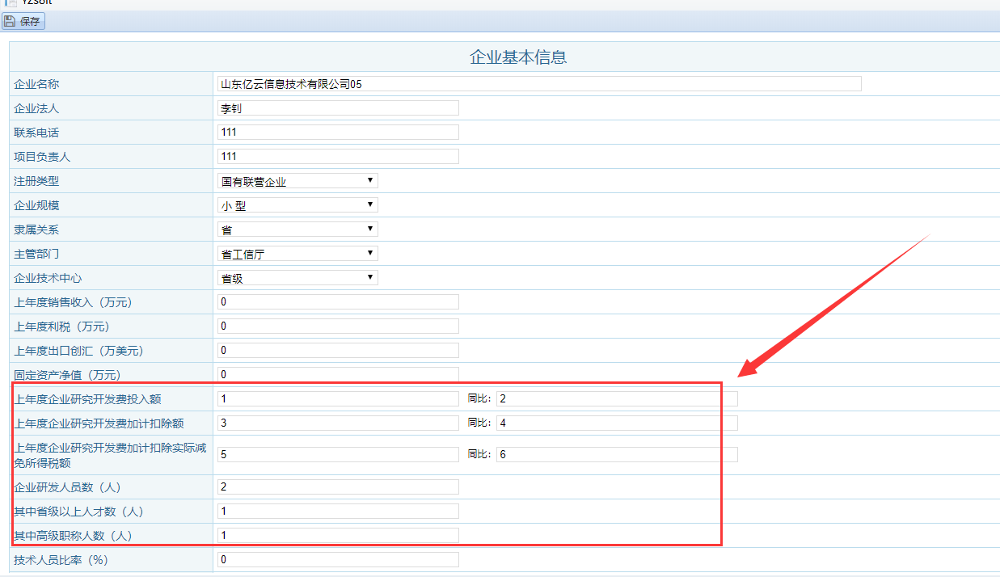 YZSoft
保存
企业基本信息
企业名称 山东亿云信息技术有限公司05
企业法人 李钊
联系电话 111
项目负责人 111
注册类型 国有联营企业
企业规模 小 型
隶属关系 省
主管部门 省工信厅
企业技术中心 省级
上年度销售收入（万元） 0
上年度利税（万元） 0
上年度出口创汇（万美元） 0
固定资产净值（万元） 0
上年度企业研究开发费投入额 1 同比： 2
上年度企业研究开发费加计扣除额 3 同比： 4
上年度企业研究开发费加计扣除实际减
免所得税额 5 同比： 6
企业研发人员数（人） 2
其中省级以上人才数（人） 1
其中高级职称人数（人） 1
技术人员比率（%） 0